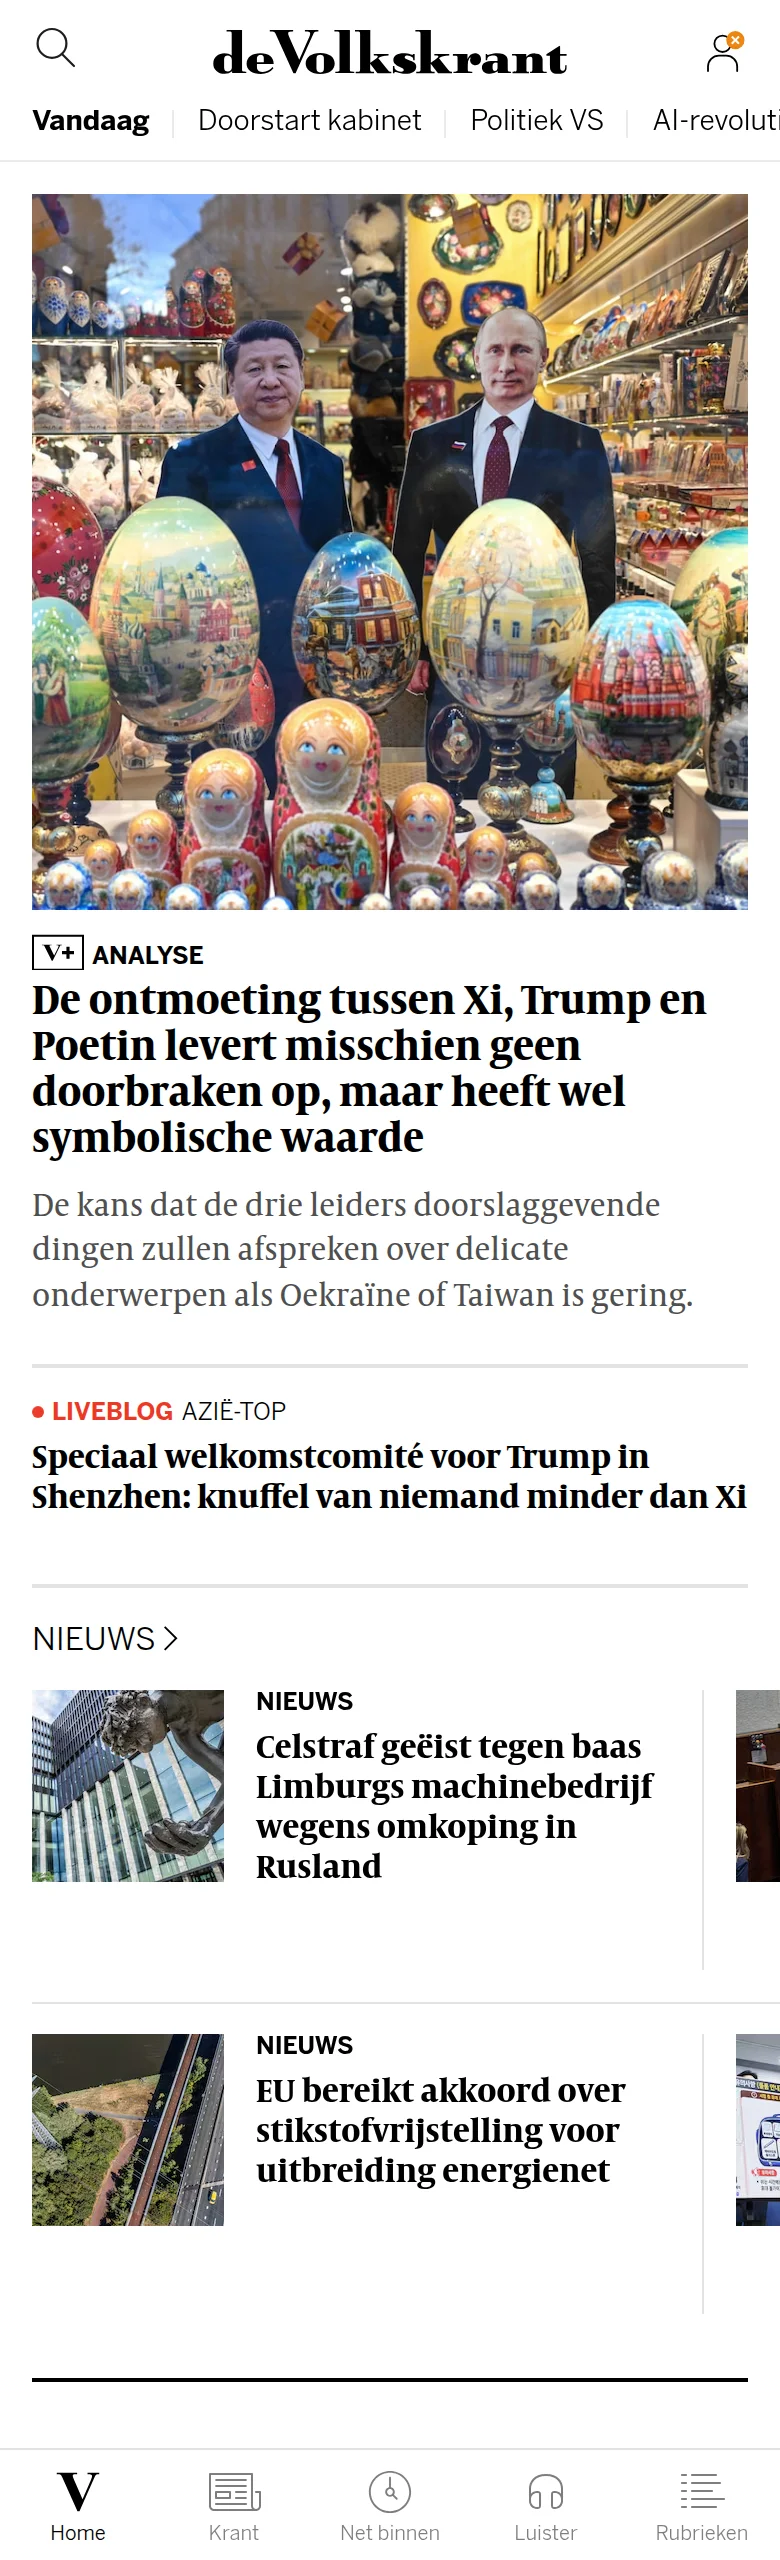 deVolkskrant
Vandaag
Doorstart kabinet
Politiek VS
AI-revoluti
V+ ANALYSE
De ontmoeting tussen Xi, Trump en
Poetin levert misschien geen
doorbraken op, maar heeft wel
symbolische waarde
De kans dat de drie leiders doorslaggevende
dingen zullen afspreken over delicate
onderwerpen als Oekraïne of Taiwan is gering.
LIVEBLOG AZIË-TOP
Speciaal welkomstcomité voor Trump in
Shenzhen: knuffel van niemand minder dan Xi
NIEUWS
NIEUWS
Celstraf geëist tegen baas
Limburgs machinebedrijf
wegens omkoping in
Rusland
NIEUWS
EU bereikt akkoord over
stikstofvrijstelling voor
uitbreiding energienet
V
Home
Krant
Net binnen
Luister
Rubrieken